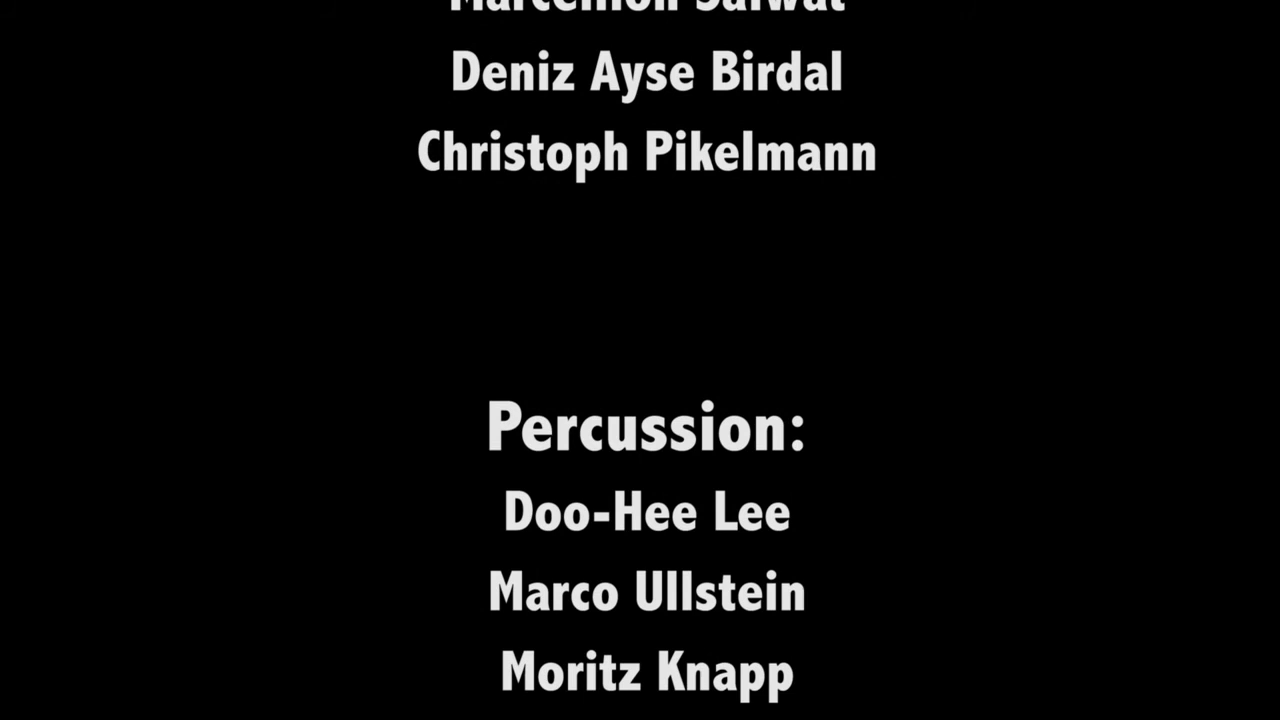 Deniz Ayse Birdal
Christoph Pikelmann
Percussion:
Doo-Hee Lee
Marco Ullstein
Moritz Knapp